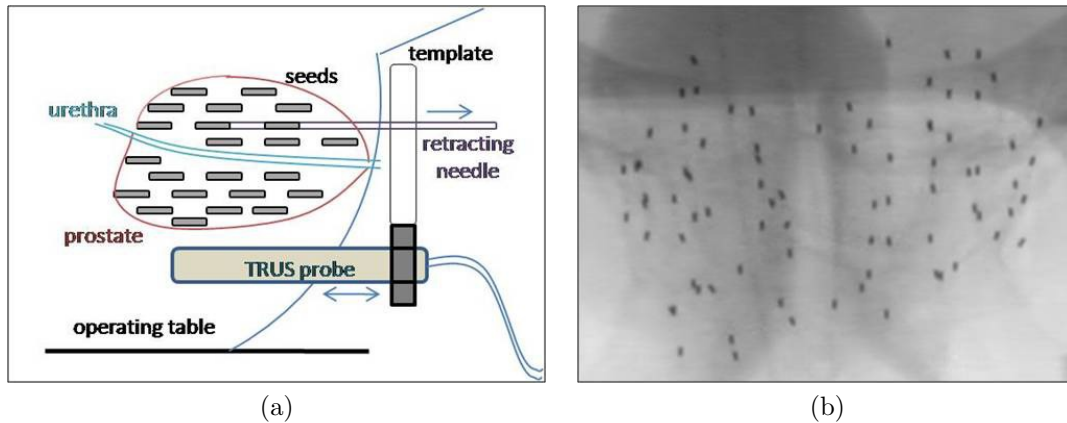 template
seeds
urethra
retracting
needle
prostate
TRUS probe
operating table
(a)
(b)